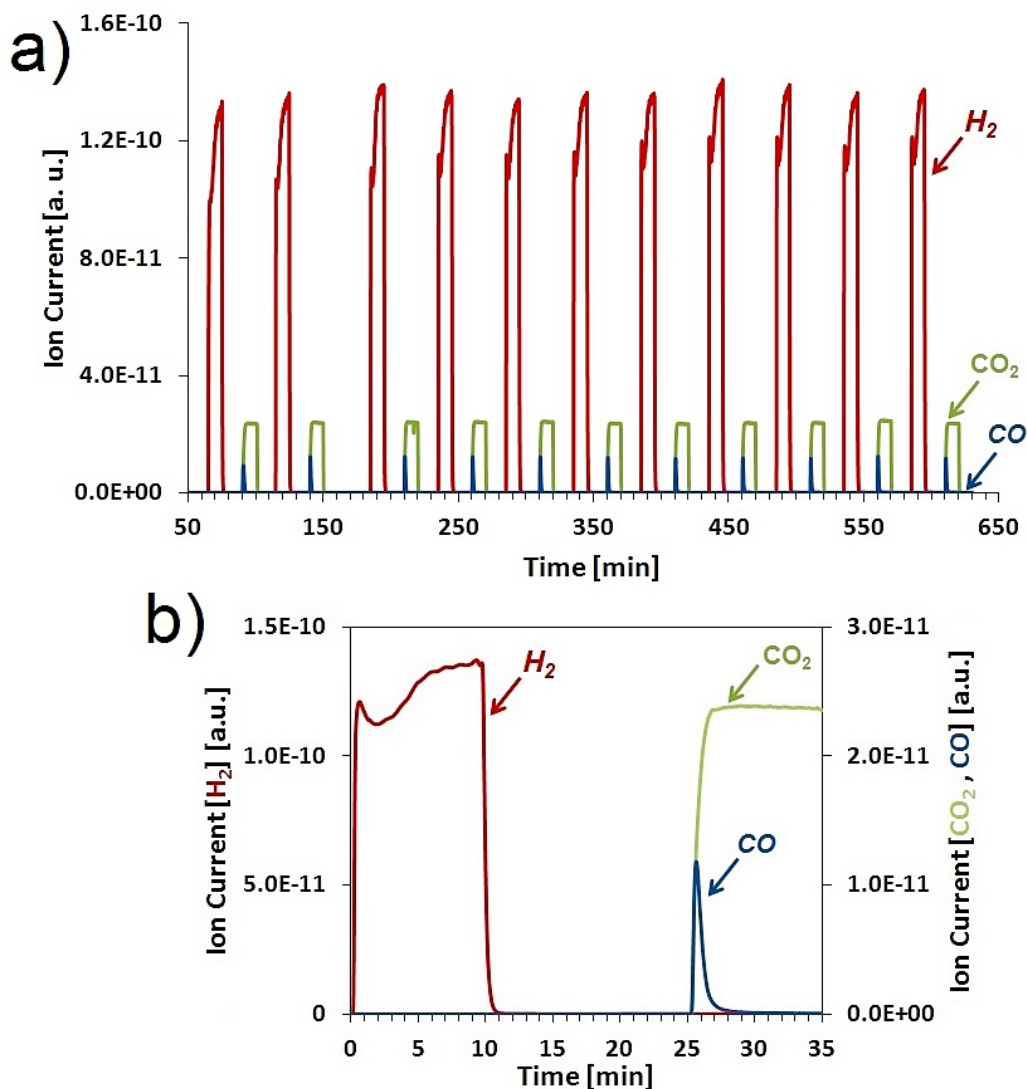 a)
Ion Current [a. u.]
1.6E-10
1.2E-10
8.0E-11
4.0E-11
0.0E+00
H₂
CO₂
CO
50 150 250 350 450 550 650
Time [min]
b)
Ion Current [H₂] [a.u.]
1.5E-10
1.0E-10
5.0E-11
0
H₂
CO₂
CO
3.0E-11
2.0E-11
1.0E-11
0.0E+00
Ion Current [CO₂ , CO] [a.u.]
0 5 10 15 20 25 30 35
Time [min]